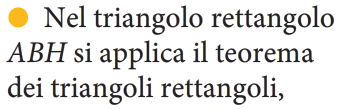 ● Nel triangolo rettangolo
ABH si applica il teorema
dei triangoli rettangoli,